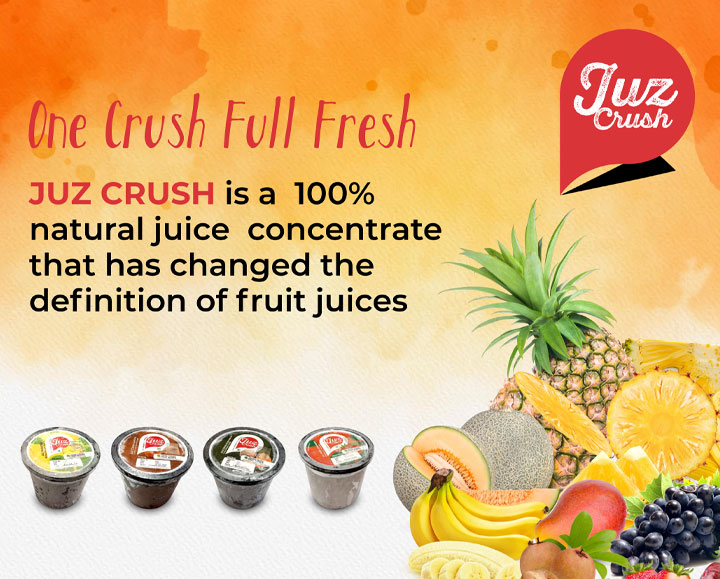 Juz
Crush
One Crush Full Fresh
JUZ CRUSH is a 100%
natural juice concentrate
that has changed the
definition of fruit juices